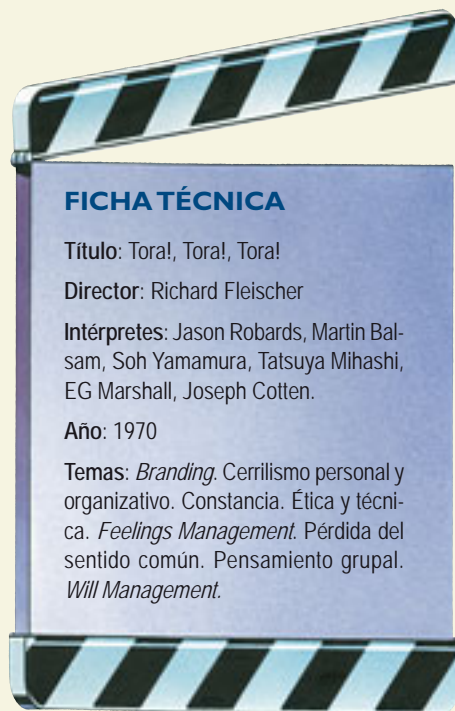 FICHA TÉCNICA
Título: Tora!, Tora!, Tora!
Director: Richard Fleischer
Intérpretes: Jason Robards, Martin Bal-
sam, Soh Yamamura, Tatsuya Mihashi,
EG Marshall, Joseph Cotten.
Año: 1970
Temas: Branding. Cerrilismo personal y
organizativo. Constancia. Ética y técni-
ca. Feelings Management. Pérdida del
sentido común. Pensamiento grupal.
Will Management.